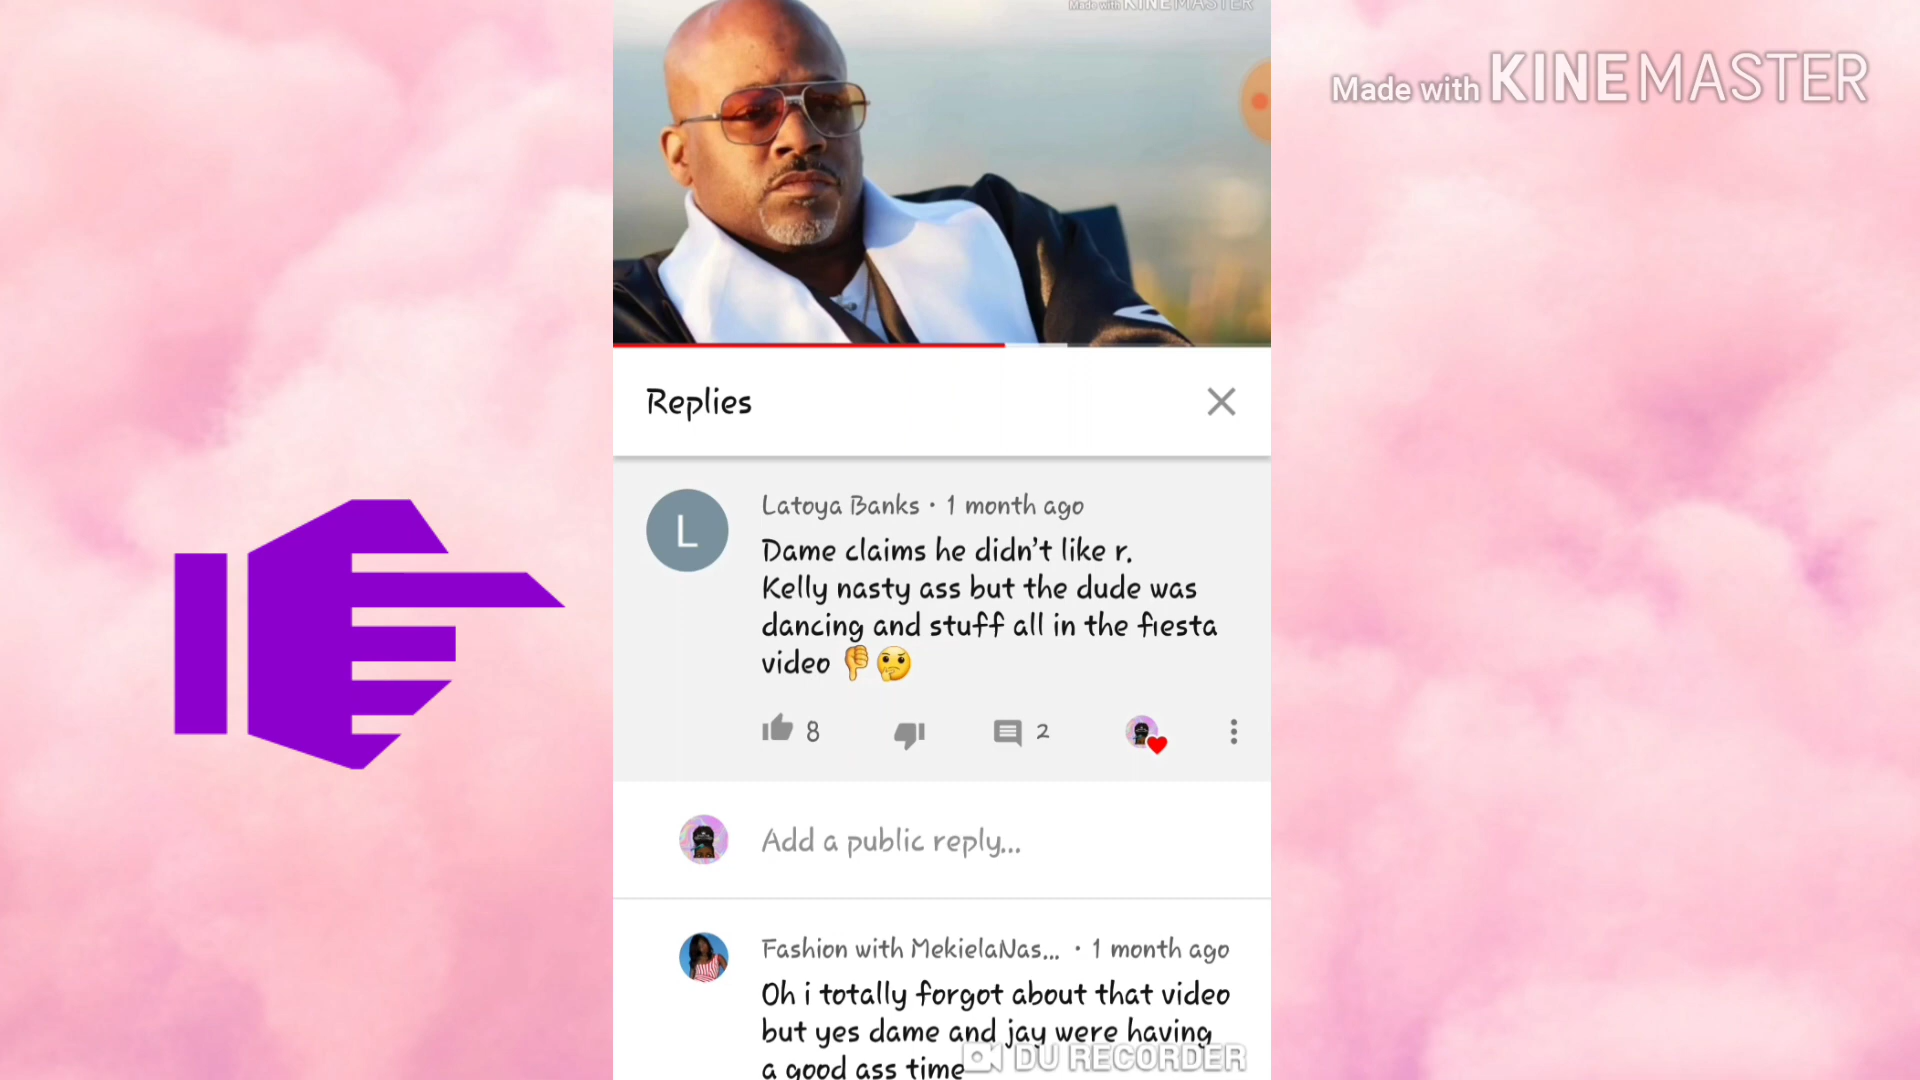 Made with KINEMASTER
Made with KINEMASTER
Replies
L
Latoya Banks • 1 month ago
Dame claims he didn't like r.
Kelly nasty ass but the dude was
dancing and stuff all in the fiesta
video 👎🤔
8
2
Add a public reply...
Fashion with MekielaNas... • 1 month ago
Oh i totally forgot about that video
but yes dame and jay were having
a good ass time
DU RECORDER